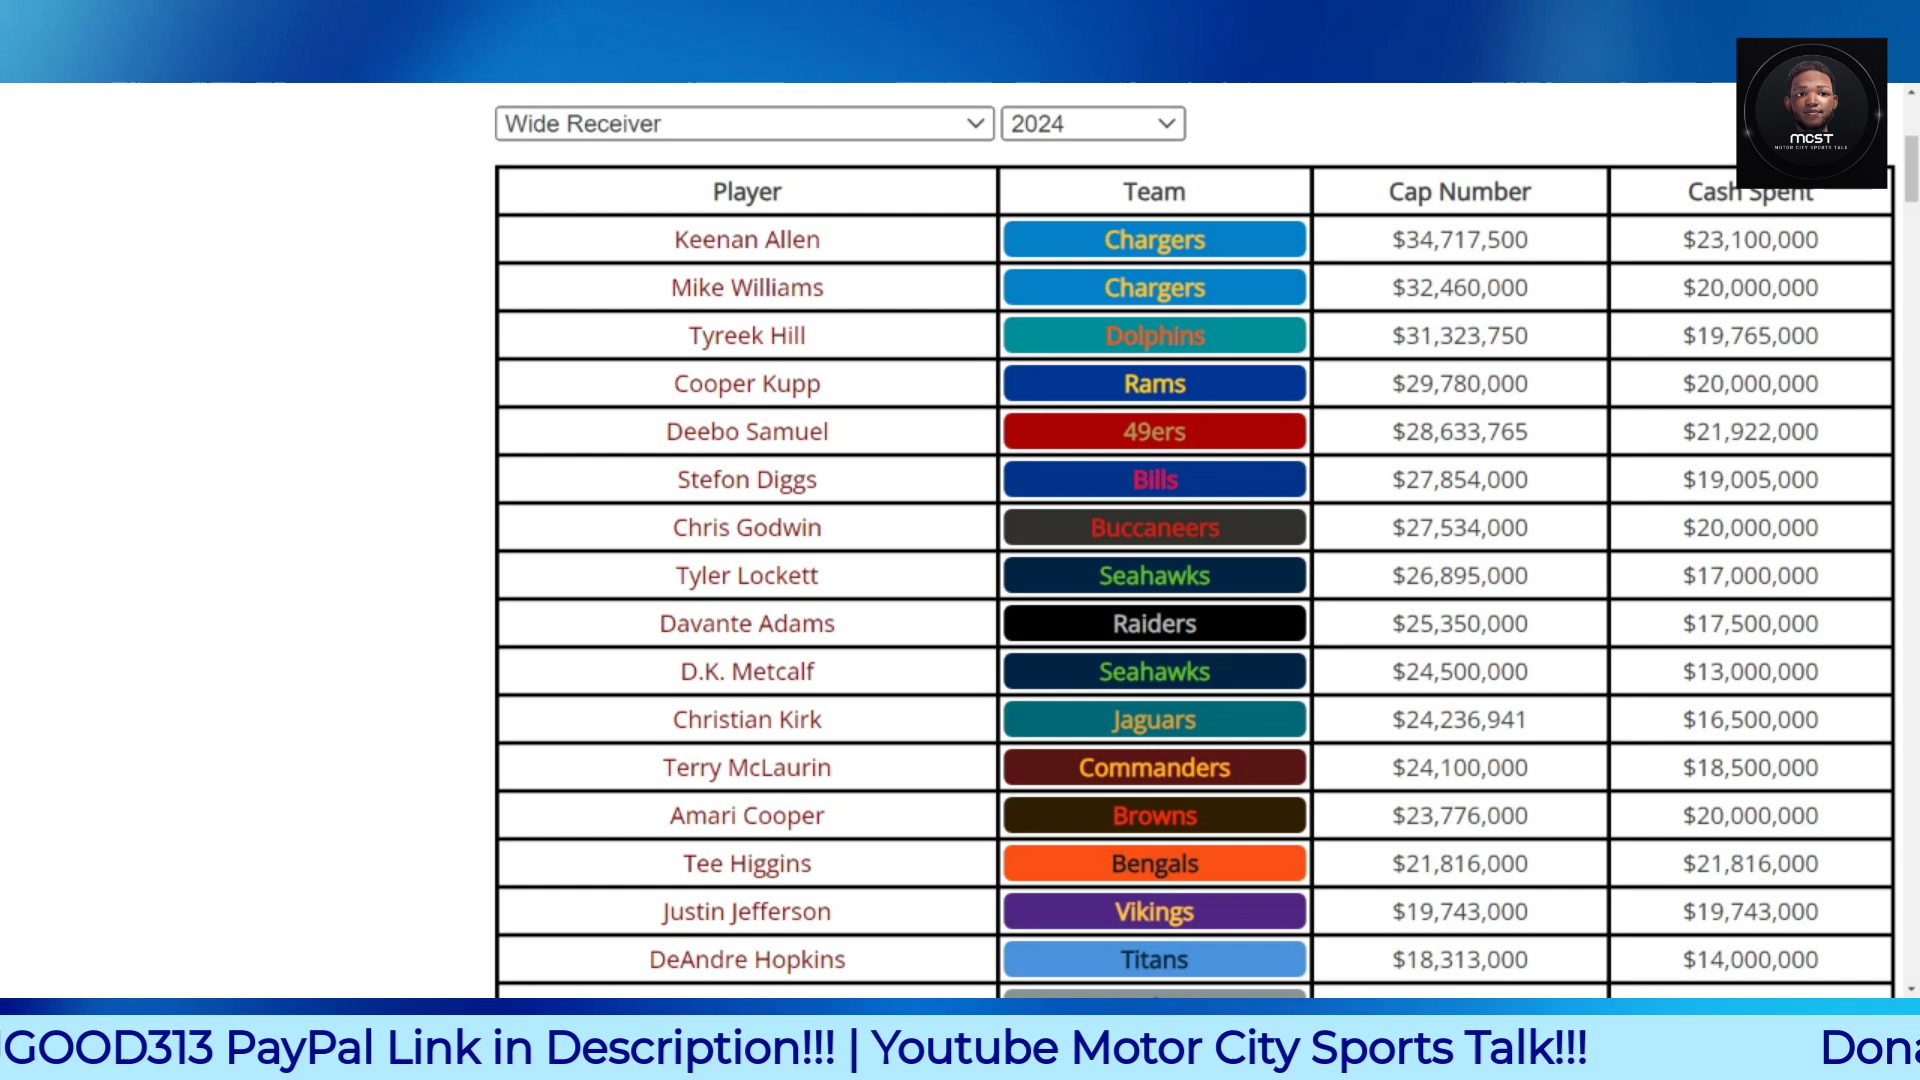 Wide Receiver 2024
MCST
MOTOR CITY SPORTS TALK
Player Team Cap Number Cash Spent
Keenan Allen Chargers $34,717,500 $23,100,000
Mike Williams Chargers $32,460,000 $20,000,000
Tyreek Hill Dolphins $31,323,750 $19,765,000
Cooper Kupp Rams $29,780,000 $20,000,000
Deebo Samuel 49ers $28,633,765 $21,922,000
Stefon Diggs Bills $27,854,000 $19,005,000
Chris Godwin Buccaneers $27,534,000 $20,000,000
Tyler Lockett Seahawks $26,895,000 $17,000,000
Davante Adams Raiders $25,350,000 $17,500,000
D.K. Metcalf Seahawks $24,500,000 $13,000,000
Christian Kirk Jaguars $24,236,941 $16,500,000
Terry McLaurin Commanders $24,100,000 $18,500,000
Amari Cooper Browns $23,776,000 $20,000,000
Tee Higgins Bengals $21,816,000 $21,816,000
Justin Jefferson Vikings $19,743,000 $19,743,000
DeAndre Hopkins Titans $18,313,000 $14,000,000
GOOD313 PayPal Link in Description!!! | Youtube Motor City Sports Talk!!! Dona